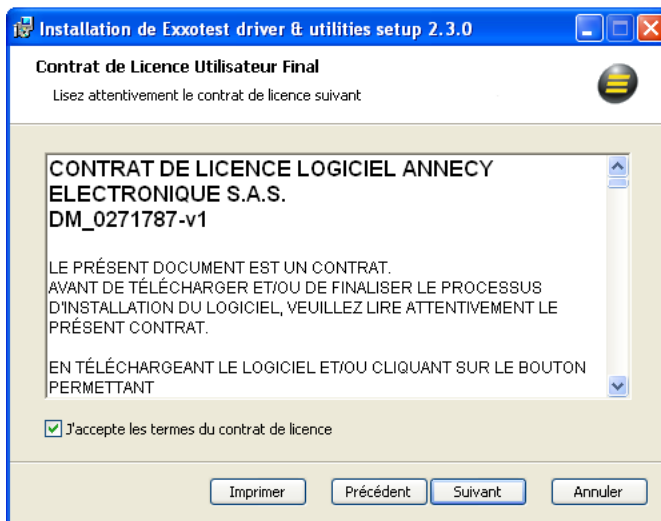 Installation de Exxotest driver & utilities setup 2.3.0
Contrat de Licence Utilisateur Final
Lisez attentivement le contrat de licence suivant
CONTRAT DE LICENCE LOGICIEL ANNECY
ELECTRONIQUE S.A.S.
DM_0271787-v1
LE PRÉSENT DOCUMENT EST UN CONTRAT.
AVANT DE TÉLÉCHARGER ET/OU DE FINALISER LE PROCESSUS
D'INSTALLATION DU LOGICIEL, VEUILLEZ LIRE ATTENTIVEMENT LE
PRÉSENT CONTRAT.
EN TÉLÉCHARGEANT LE LOGICIEL ET/OU CLIQUANT SUR LE BOUTON
PERMETTANT
J'accepte les termes du contrat de licence
Imprimer
Précédent
Suivant
Annuler